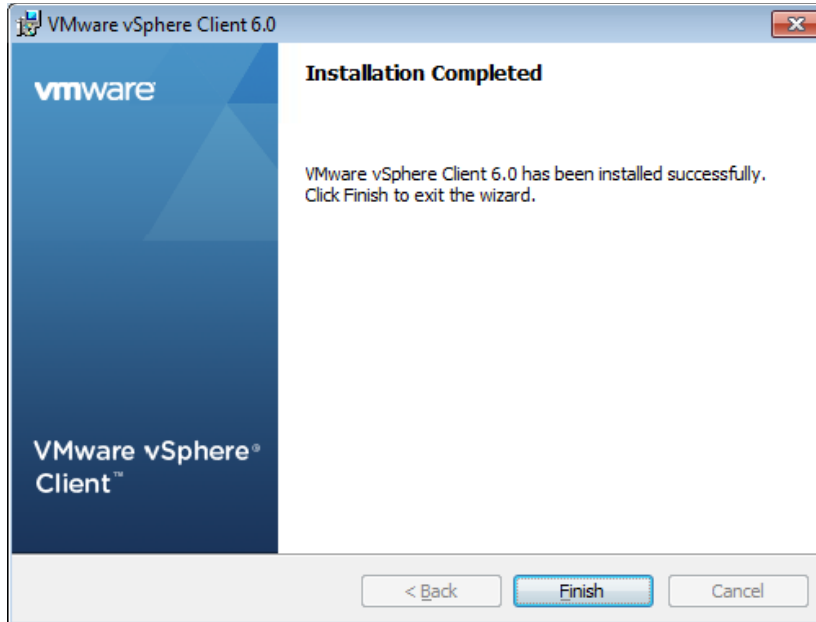 VMware vSphere Client 6.0
vmware
Installation Completed
VMware vSphere Client 6.0 has been installed successfully.
Click Finish to exit the wizard.
VMware vSphere®
Client™
< Back
Finish
Cancel